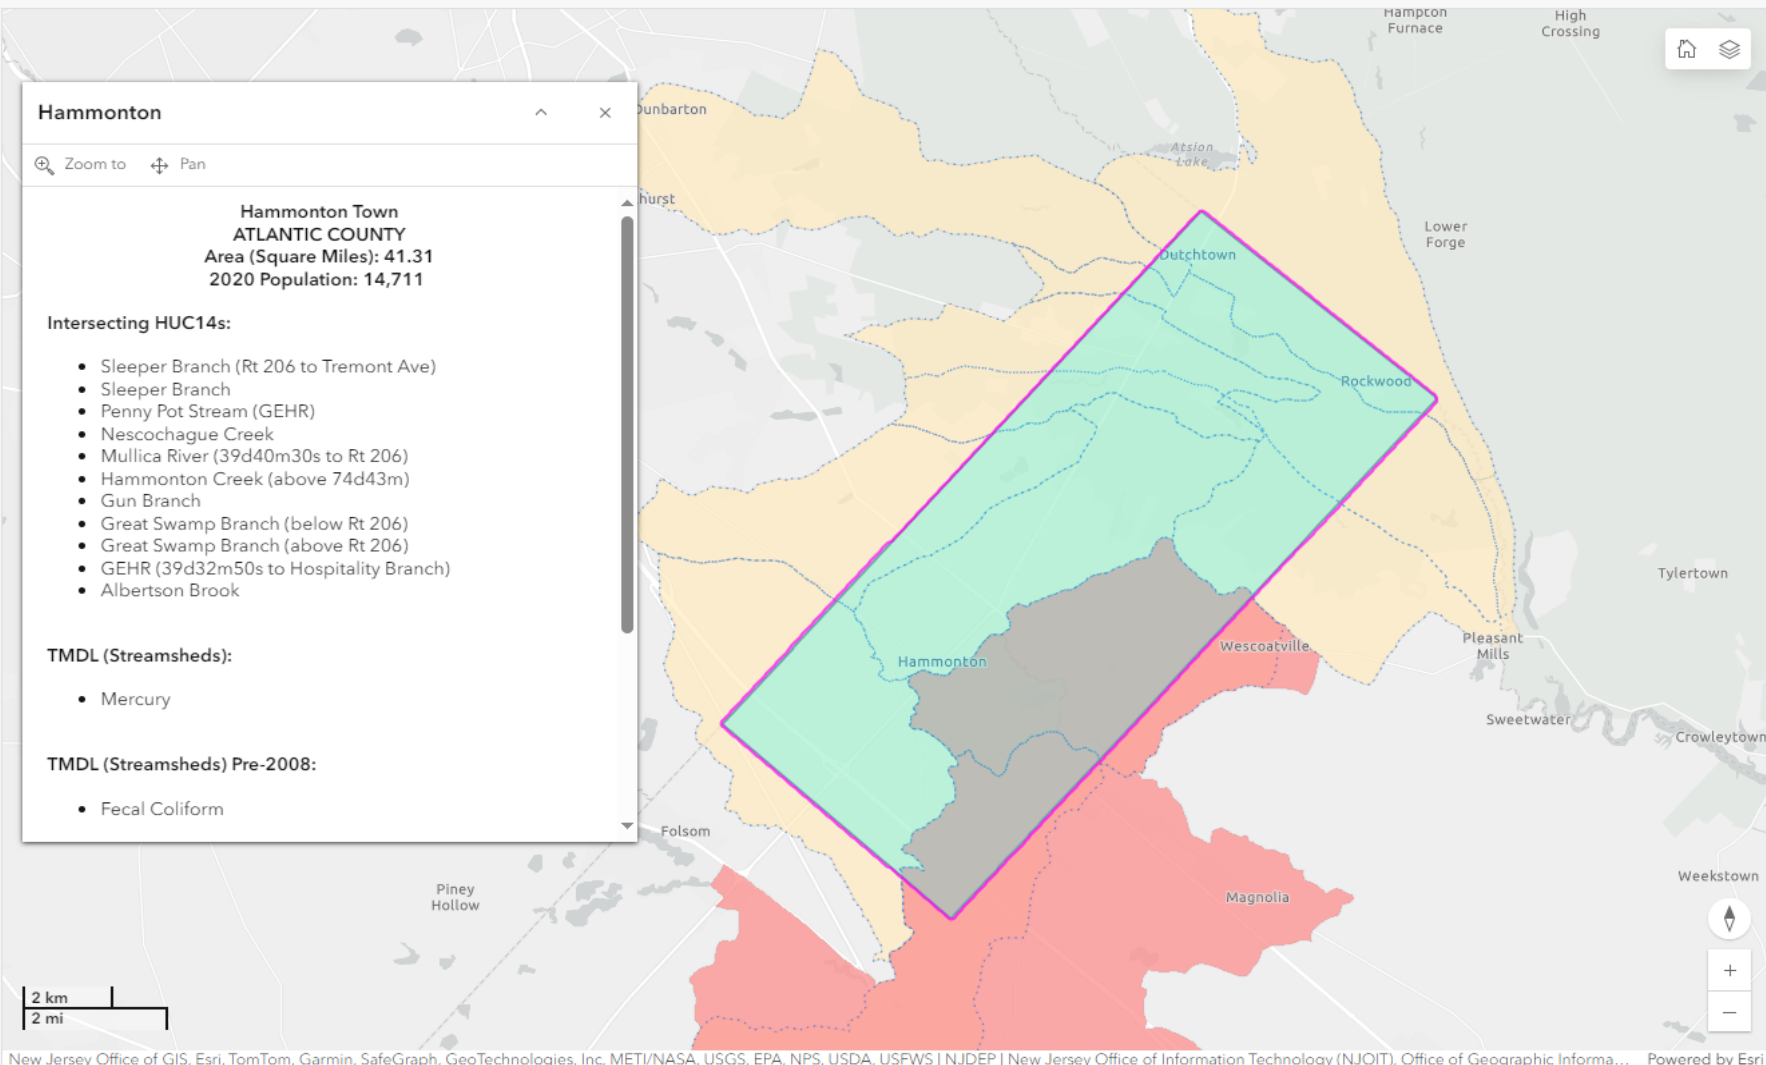 Hammonton
Zoom to
Pan
Hammonton Town
ATLANTIC COUNTY
Area (Square Miles): 41.31
2020 Population: 14,711
Intersecting HUC14s:
Sleeper Branch (Rt 206 to Tremont Ave)
Sleeper Branch
Penny Pot Stream (GEHR)
Nescochague Creek
Mullica River (39d40m30s to Rt 206)
Hammonton Creek (above 74d43m)
Gun Branch
Great Swamp Branch (below Rt 206)
Great Swamp Branch (above Rt 206)
GEHR (39d32m50s to Hospitality Branch)
Albertson Brook
TMDL (Streamsheds):
Mercury
TMDL (Streamsheds) Pre-2008:
Fecal Coliform
Hampton
Furnace
High
Crossing
Dunbarton
Atsion
Lake
hurst
Lower
Forge
Dutchtown
Rockwood
Tylertown
Pleasant
Mills
Wescoatville
Hammonton
Sweetwater
Crowleytown
Folsom
Weekstown
Piney
Hollow
Magnolia
2 km
2 mi
New Jersey Office of GIS, Esri, TomTom, Garmin, SafeGraph, GeoTechnologies, Inc, METI/NASA, USGS, EPA, NPS, USDA, USFWS | NJDEP | New Jersey Office of Information Technology (NJOIT), Office of Geographic Informa...
Powered by Esri